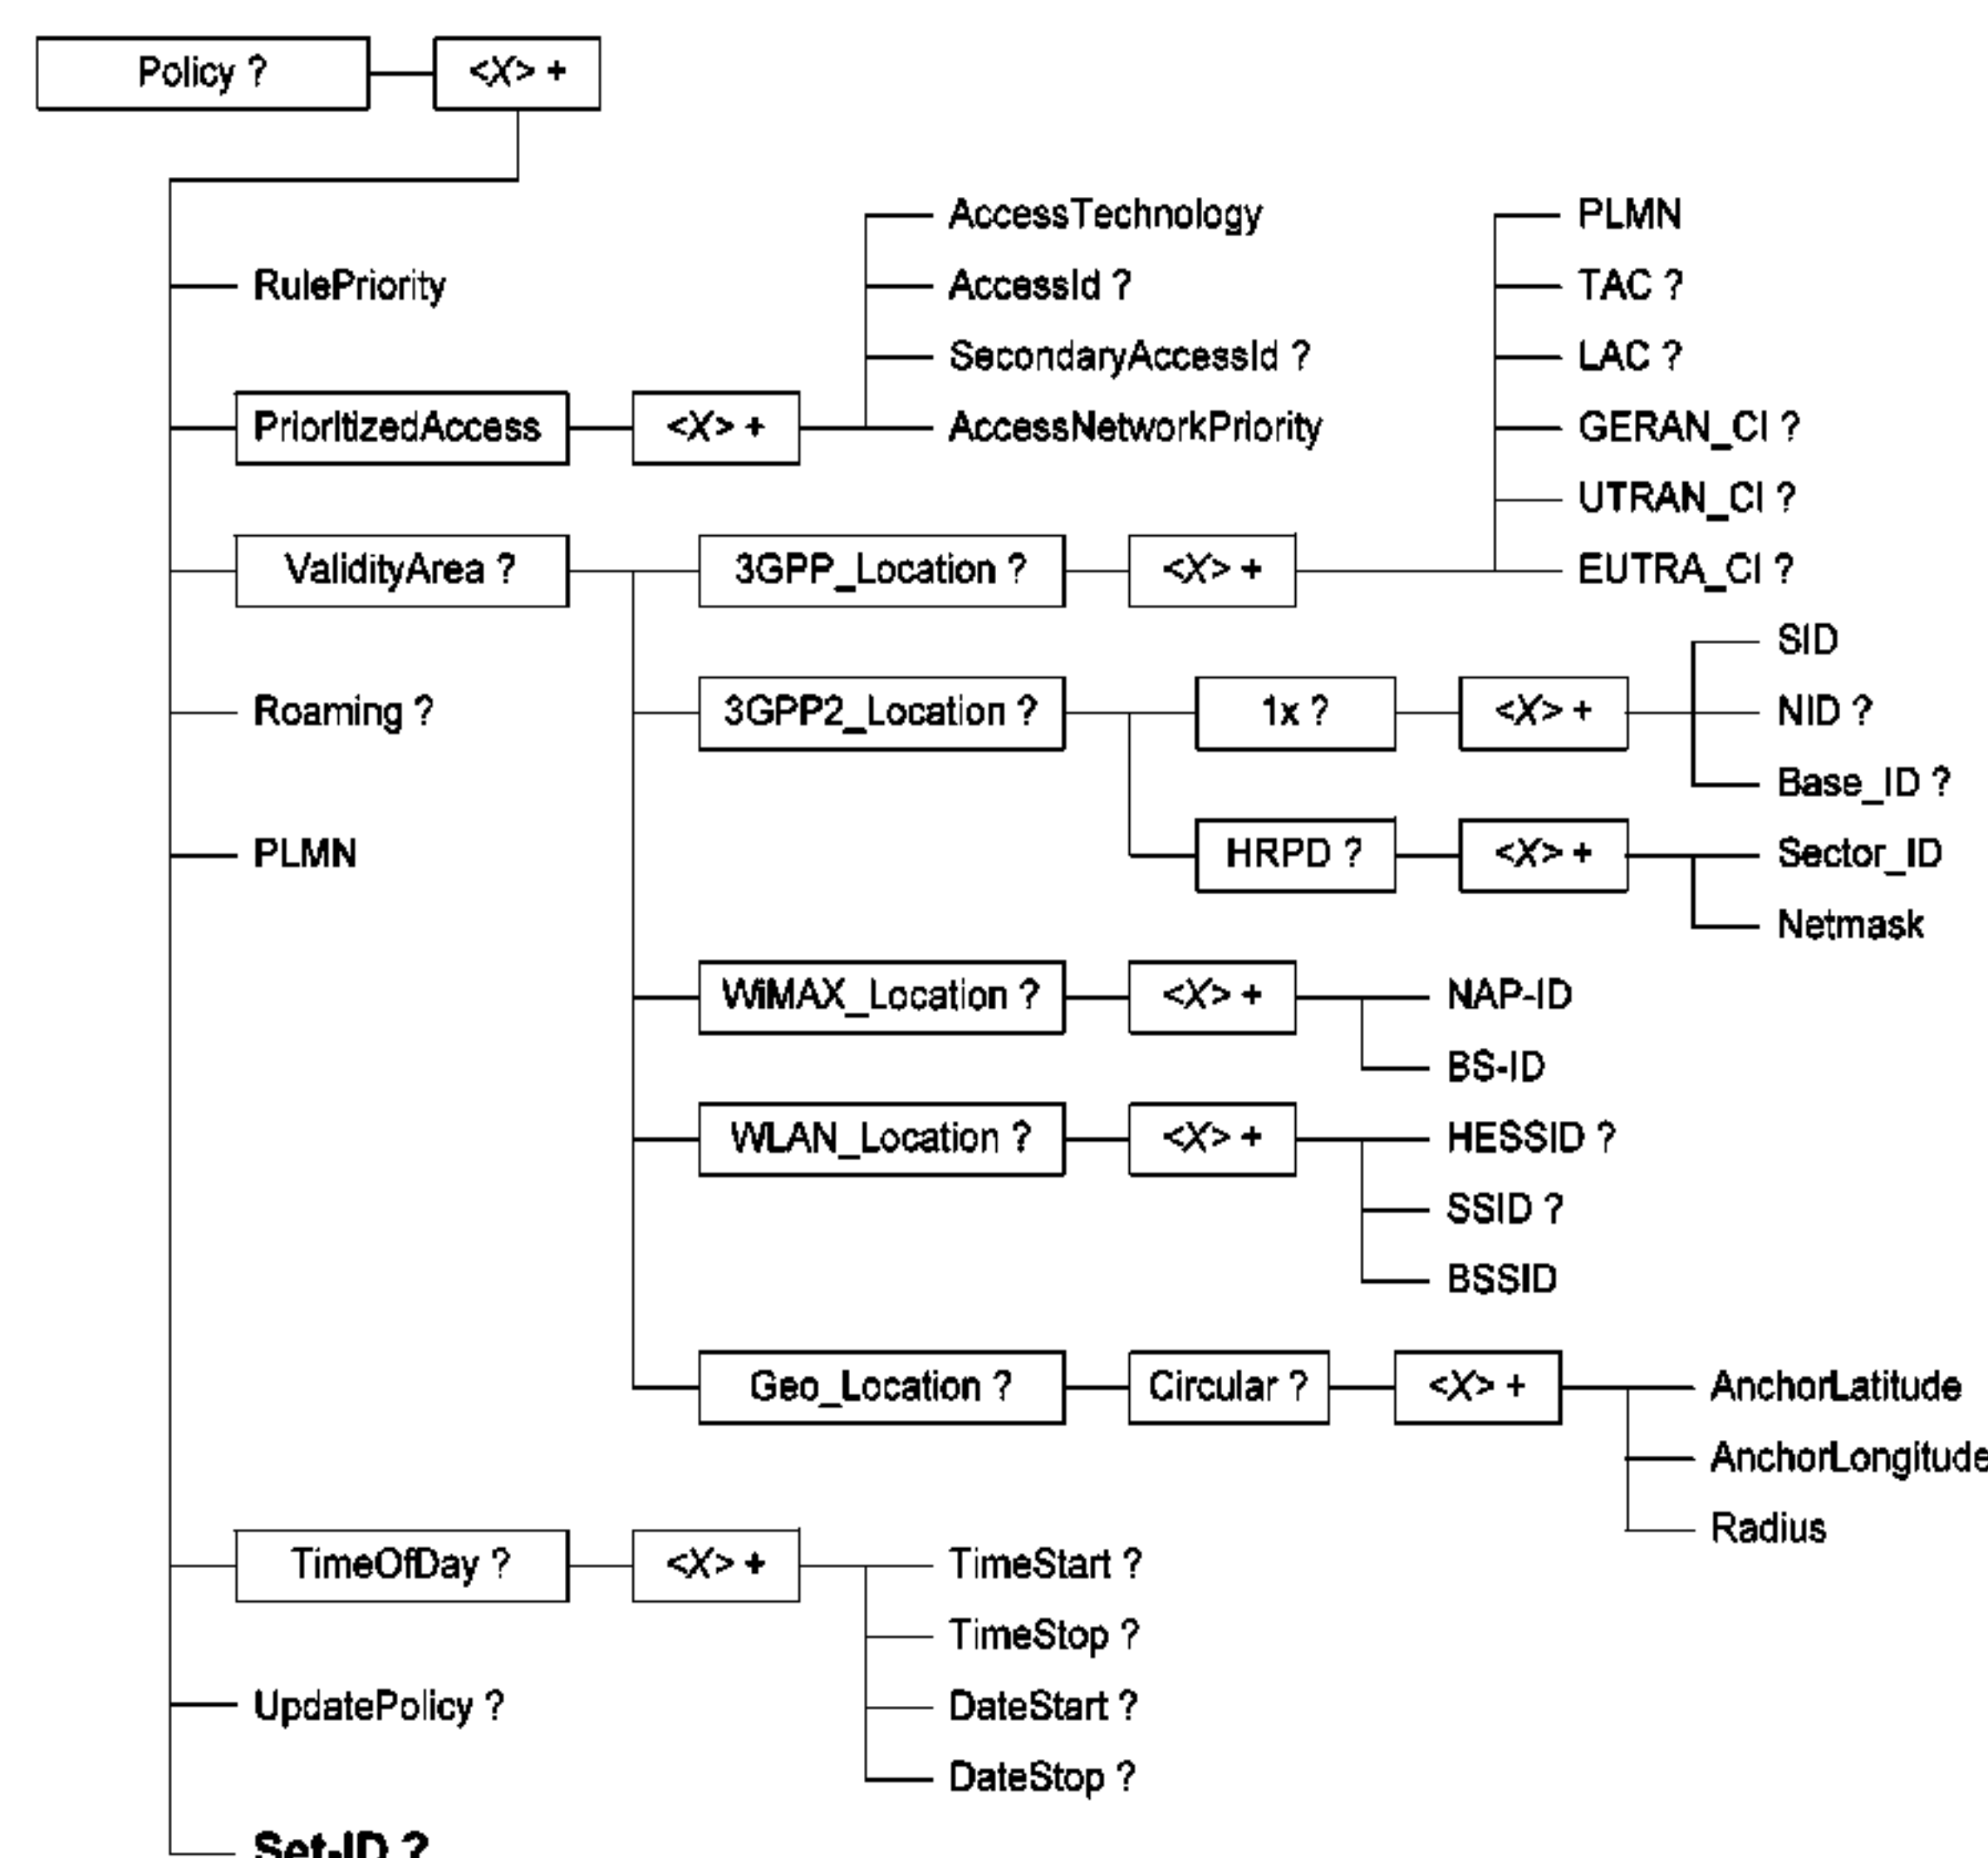 Policy ?
<X> +
AccessTechnology
PLMN
RulePriority
AccessId ?
TAC ?
SecondaryAccessId ?
LAC ?
PrioritizedAccess
<X> +
AccessNetworkPriority
GERAN_CI ?
UTRAN_CI ?
ValidityArea ?
3GPP_Location ?
<X> +
EUTRA_CI ?
SID
Roaming ?
3GPP2_Location ?
1x ?
<X> +
NID ?
Base_ID ?
PLMN
HRPD ?
<X> +
Sector_ID
Netmask
WiMAX_Location ?
<X> +
NAP-ID
BS-ID
WLAN_Location ?
<X> +
HESSID ?
SSID ?
BSSID
Geo_Location ?
Circular ?
<X> +
AnchorLatitude
AnchorLongitude
Radius
TimeOfDay ?
<X> +
TimeStart ?
TimeStop ?
UpdatePolicy ?
DateStart ?
DateStop ?
Set-ID ?